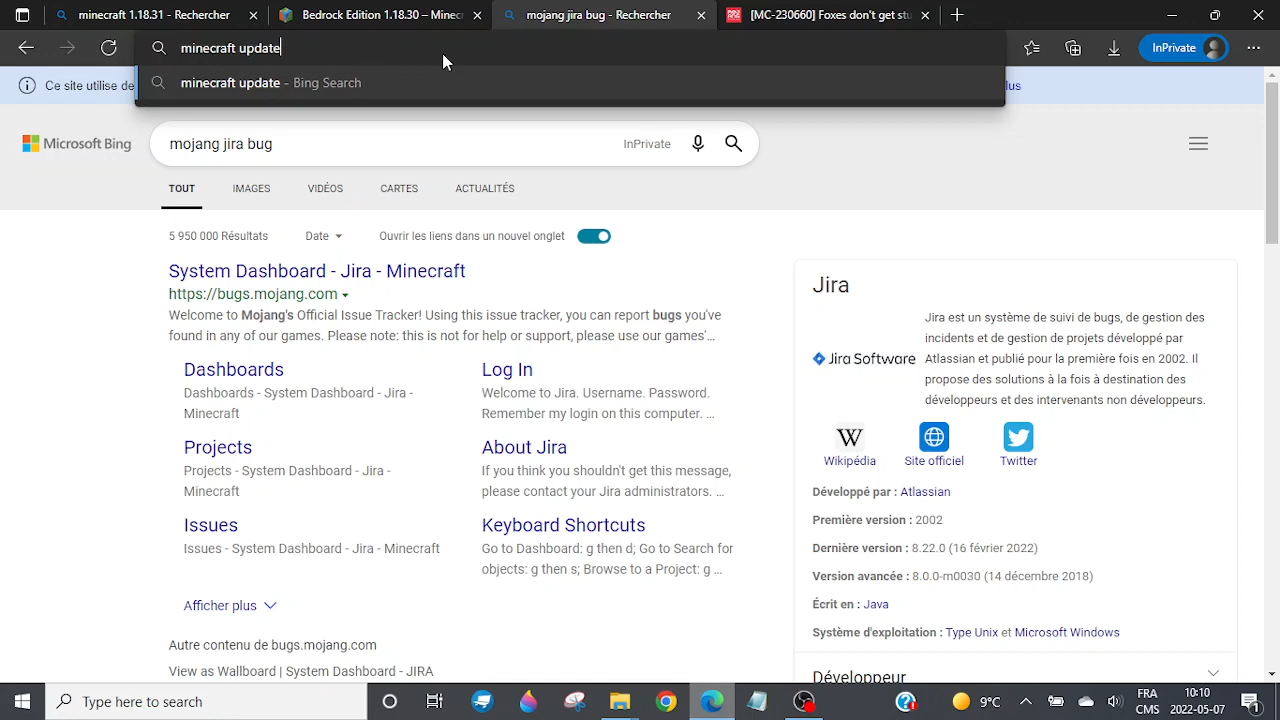 minecraft 1.18.31 - Rechercher
Bedrock Edition 1.18.30 – Minecr
mojang jira bug - Rechercher
[MC-230660] Foxes don't get stu
minecraft update
InPrivate
minecraft update – Bing Search
Ce site utilise de
lus
Microsoft Bing
mojang jira bug
InPrivate
TOUT
IMAGES
VIDÉOS
CARTES
ACTUALITÉS
5 950 000 Résultats
Date
Ouvrir les liens dans un nouvel onglet
System Dashboard - Jira - Minecraft
https://bugs.mojang.com
Welcome to Mojang's Official Issue Tracker! Using this issue tracker, you can report bugs you've
found in any of our games. Please note: this is not for help or support, please use our games'...
Dashboards
Dashboards - System Dashboard - Jira -
Minecraft
Log In
Welcome to Jira. Username. Password.
Remember my login on this computer. ...
Projects
Projects - System Dashboard - Jira -
Minecraft
About Jira
If you think you shouldn't get this message,
please contact your Jira administrators. ...
Issues
Issues - System Dashboard - Jira - Minecraft
Keyboard Shortcuts
Go to Dashboard: g then d; Go to Search for
objects: g then s; Browse to a Project: g ...
Afficher plus
Autre contenu de bugs.mojang.com
View as Wallboard | System Dashboard - JIRA
Jira
Jira Software
Jira est un système de suivi de bugs, de gestion des
incidents et de gestion de projets développé par
Atlassian et publié pour la première fois en 2002. Il
propose des solutions à la fois à destination des
développeurs et des intervenants non développeurs.
W
Wikipédia
Site officiel
Twitter
Développé par : Atlassian
Première version : 2002
Dernière version : 8.22.0 (16 février 2022)
Version avancée : 8.0.0-m0030 (14 décembre 2018)
Écrit en : Java
Système d'exploitation : Type Unix et Microsoft Windows
Développeur
Type here to search
9°C
FRA
CMS
10:10
2022-05-07
1